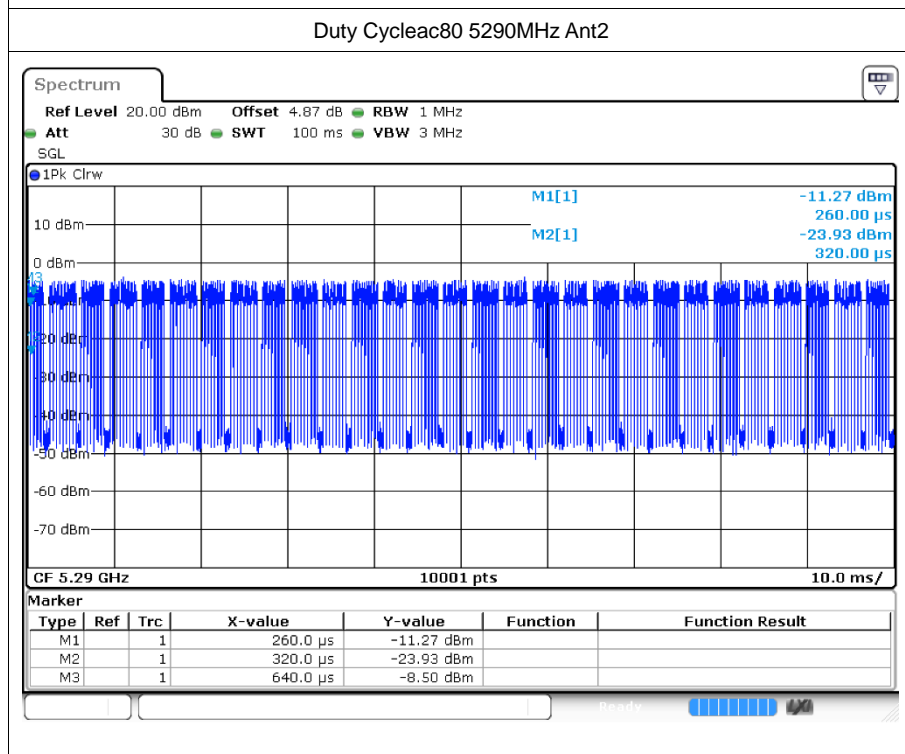 Duty Cycleac80 5290MHz Ant2
Spectrum
Ref Level 20.00 dBm Offset 4.87 dB RBW 1 MHz
Att 30 dB SWT 100 ms VBW 3 MHz
SGL
1Pk Clrw
M1[1] -11.27 dBm
260.00 µs
10 dBm
M2[1] -23.93 dBm
320.00 µs
0 dBm
M3
-20 dBm
-30 dBm
-40 dBm
-50 dBm
-60 dBm
-70 dBm
CF 5.29 GHz 10001 pts 10.0 ms/
Marker
Type Ref Trc X-value Y-value Function Function Result
M1 1 260.0 µs -11.27 dBm
M2 1 320.0 µs -23.93 dBm
M3 1 640.0 µs -8.50 dBm
Ready LXI